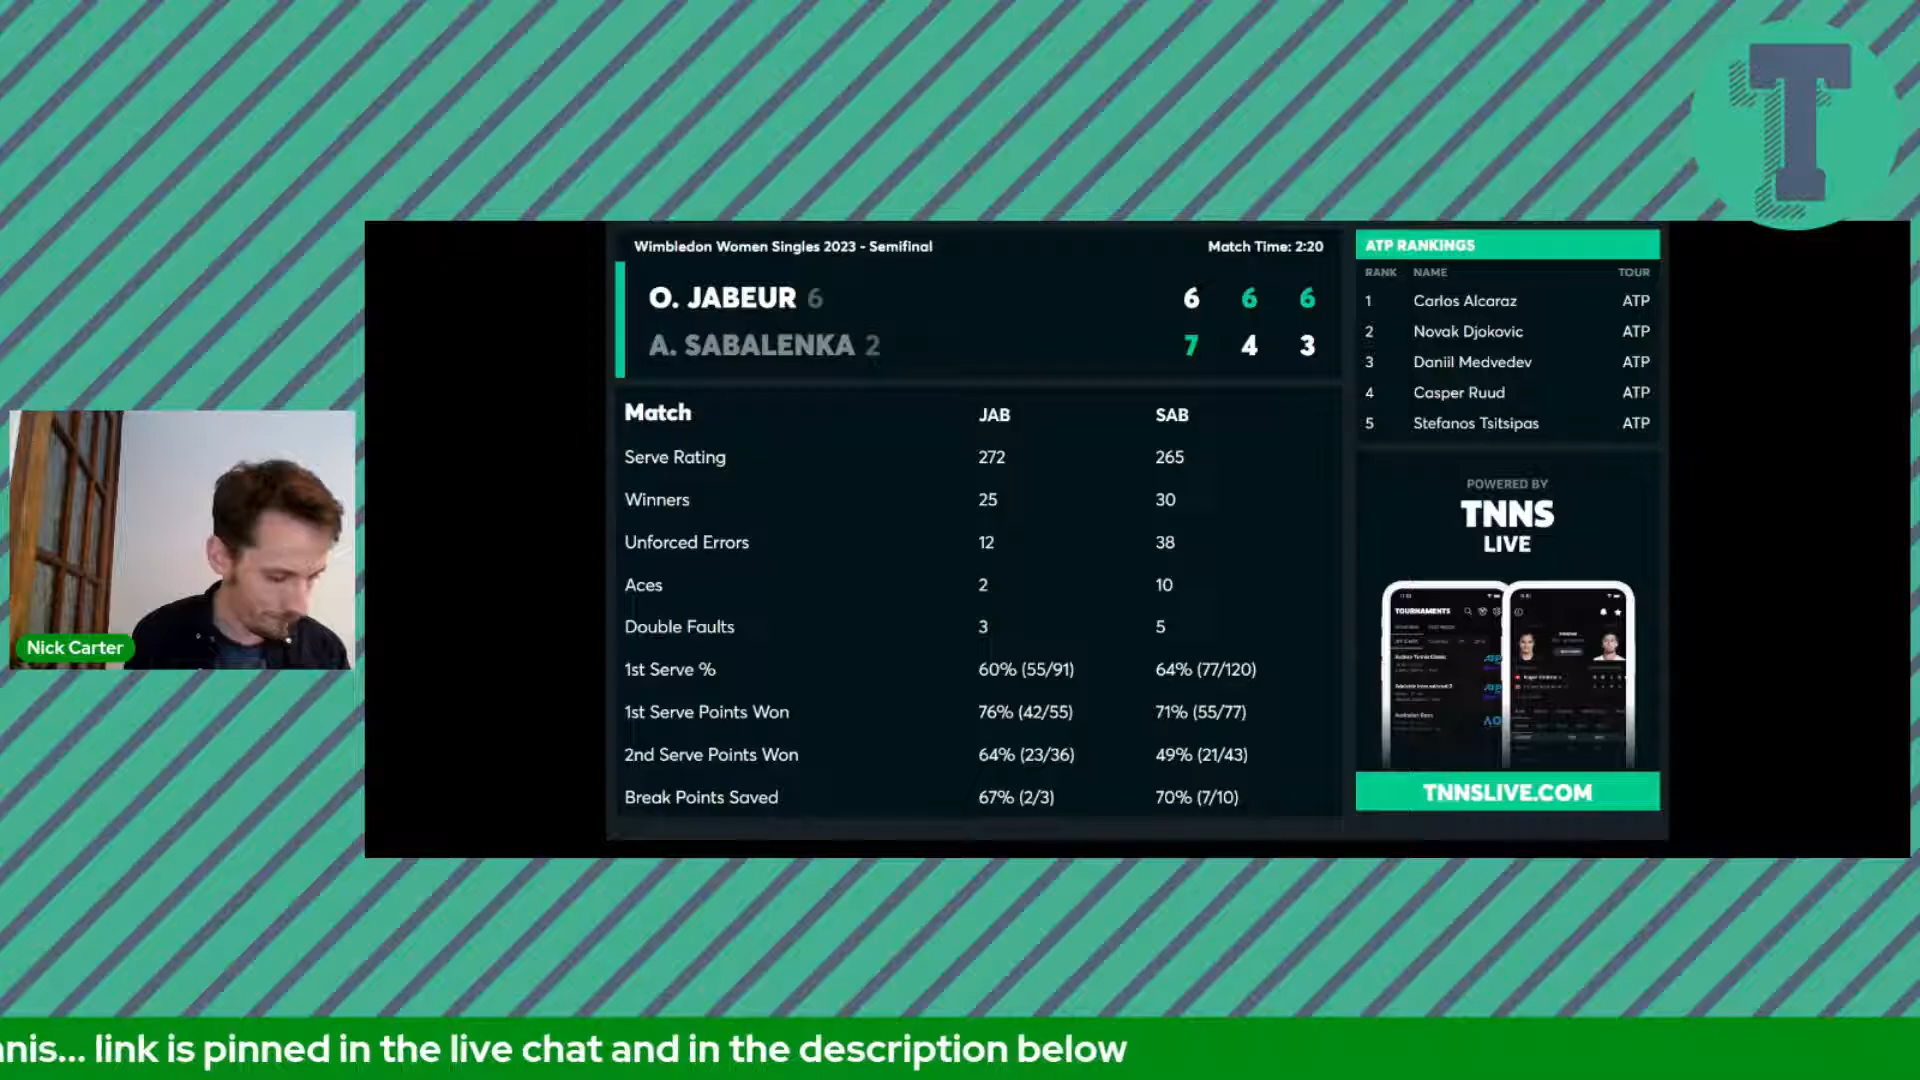 T
Wimbledon Women Singles 2023 - Semifinal Match Time: 2:20
O. JABEUR 6 6 6 6
A. SABALENKA 2 7 4 3
Match JAB SAB
Serve Rating 272 265
Winners 25 30
Unforced Errors 12 38
Aces 2 10
Double Faults 3 5
1st Serve % 60% (55/91) 64% (77/120)
1st Serve Points Won 76% (42/55) 71% (55/77)
2nd Serve Points Won 64% (23/36) 49% (21/43)
Break Points Saved 67% (2/3) 70% (7/10)
ATP RANKINGS
RANK NAME TOUR
1 Carlos Alcaraz ATP
2 Novak Djokovic ATP
3 Daniil Medvedev ATP
4 Casper Ruud ATP
5 Stefanos Tsitsipas ATP
POWERED BY
TNNS
LIVE
TOURNAMENTS
TNNSLIVE.COM
Nick Carter
nnis... link is pinned in the live chat and in the description below